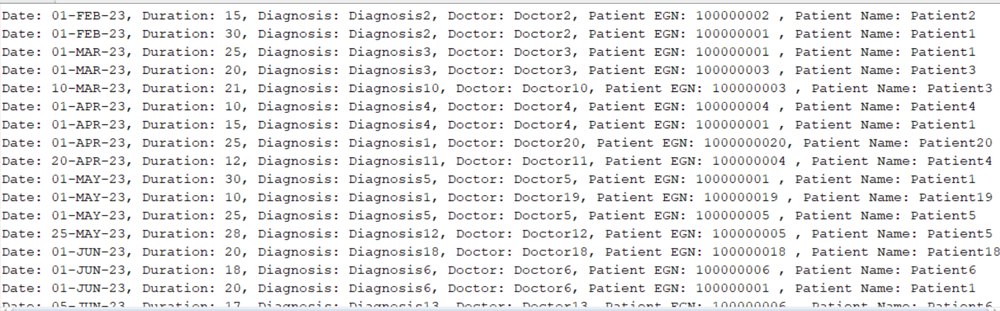 Date: 01-FEB-23, Duration: 15, Diagnosis: Diagnosis2, Doctor: Doctor2, Patient EGN: 100000002 , Patient Name: Patient2
Date: 01-FEB-23, Duration: 30, Diagnosis: Diagnosis2, Doctor: Doctor2, Patient EGN: 100000001 , Patient Name: Patient1
Date: 01-MAR-23, Duration: 25, Diagnosis: Diagnosis3, Doctor: Doctor3, Patient EGN: 100000001 , Patient Name: Patient1
Date: 01-MAR-23, Duration: 20, Diagnosis: Diagnosis3, Doctor: Doctor3, Patient EGN: 100000003 , Patient Name: Patient3
Date: 10-MAR-23, Duration: 21, Diagnosis: Diagnosis10, Doctor: Doctor10, Patient EGN: 100000003 , Patient Name: Patient3
Date: 01-APR-23, Duration: 10, Diagnosis: Diagnosis4, Doctor: Doctor4, Patient EGN: 100000004 , Patient Name: Patient4
Date: 01-APR-23, Duration: 15, Diagnosis: Diagnosis4, Doctor: Doctor4, Patient EGN: 100000001 , Patient Name: Patient1
Date: 01-APR-23, Duration: 25, Diagnosis: Diagnosis1, Doctor: Doctor20, Patient EGN: 1000000020, Patient Name: Patient20
Date: 20-APR-23, Duration: 12, Diagnosis: Diagnosis11, Doctor: Doctor11, Patient EGN: 100000004 , Patient Name: Patient4
Date: 01-MAY-23, Duration: 30, Diagnosis: Diagnosis5, Doctor: Doctor5, Patient EGN: 100000001 , Patient Name: Patient1
Date: 01-MAY-23, Duration: 10, Diagnosis: Diagnosis1, Doctor: Doctor19, Patient EGN: 100000019 , Patient Name: Patient19
Date: 01-MAY-23, Duration: 25, Diagnosis: Diagnosis5, Doctor: Doctor5, Patient EGN: 100000005 , Patient Name: Patient5
Date: 25-MAY-23, Duration: 28, Diagnosis: Diagnosis12, Doctor: Doctor12, Patient EGN: 100000005 , Patient Name: Patient5
Date: 01-JUN-23, Duration: 20, Diagnosis: Diagnosis18, Doctor: Doctor18, Patient EGN: 100000018 , Patient Name: Patient18
Date: 01-JUN-23, Duration: 18, Diagnosis: Diagnosis6, Doctor: Doctor6, Patient EGN: 100000006 , Patient Name: Patient6
Date: 01-JUN-23, Duration: 20, Diagnosis: Diagnosis6, Doctor: Doctor6, Patient EGN: 100000001 , Patient Name: Patient1
Date: 05-JUN-23, Duration: 17, Diagnosis: Diagnosis13, Doctor: Doctor13, Patient EGN: 100000006 , Patient Name: Patient6